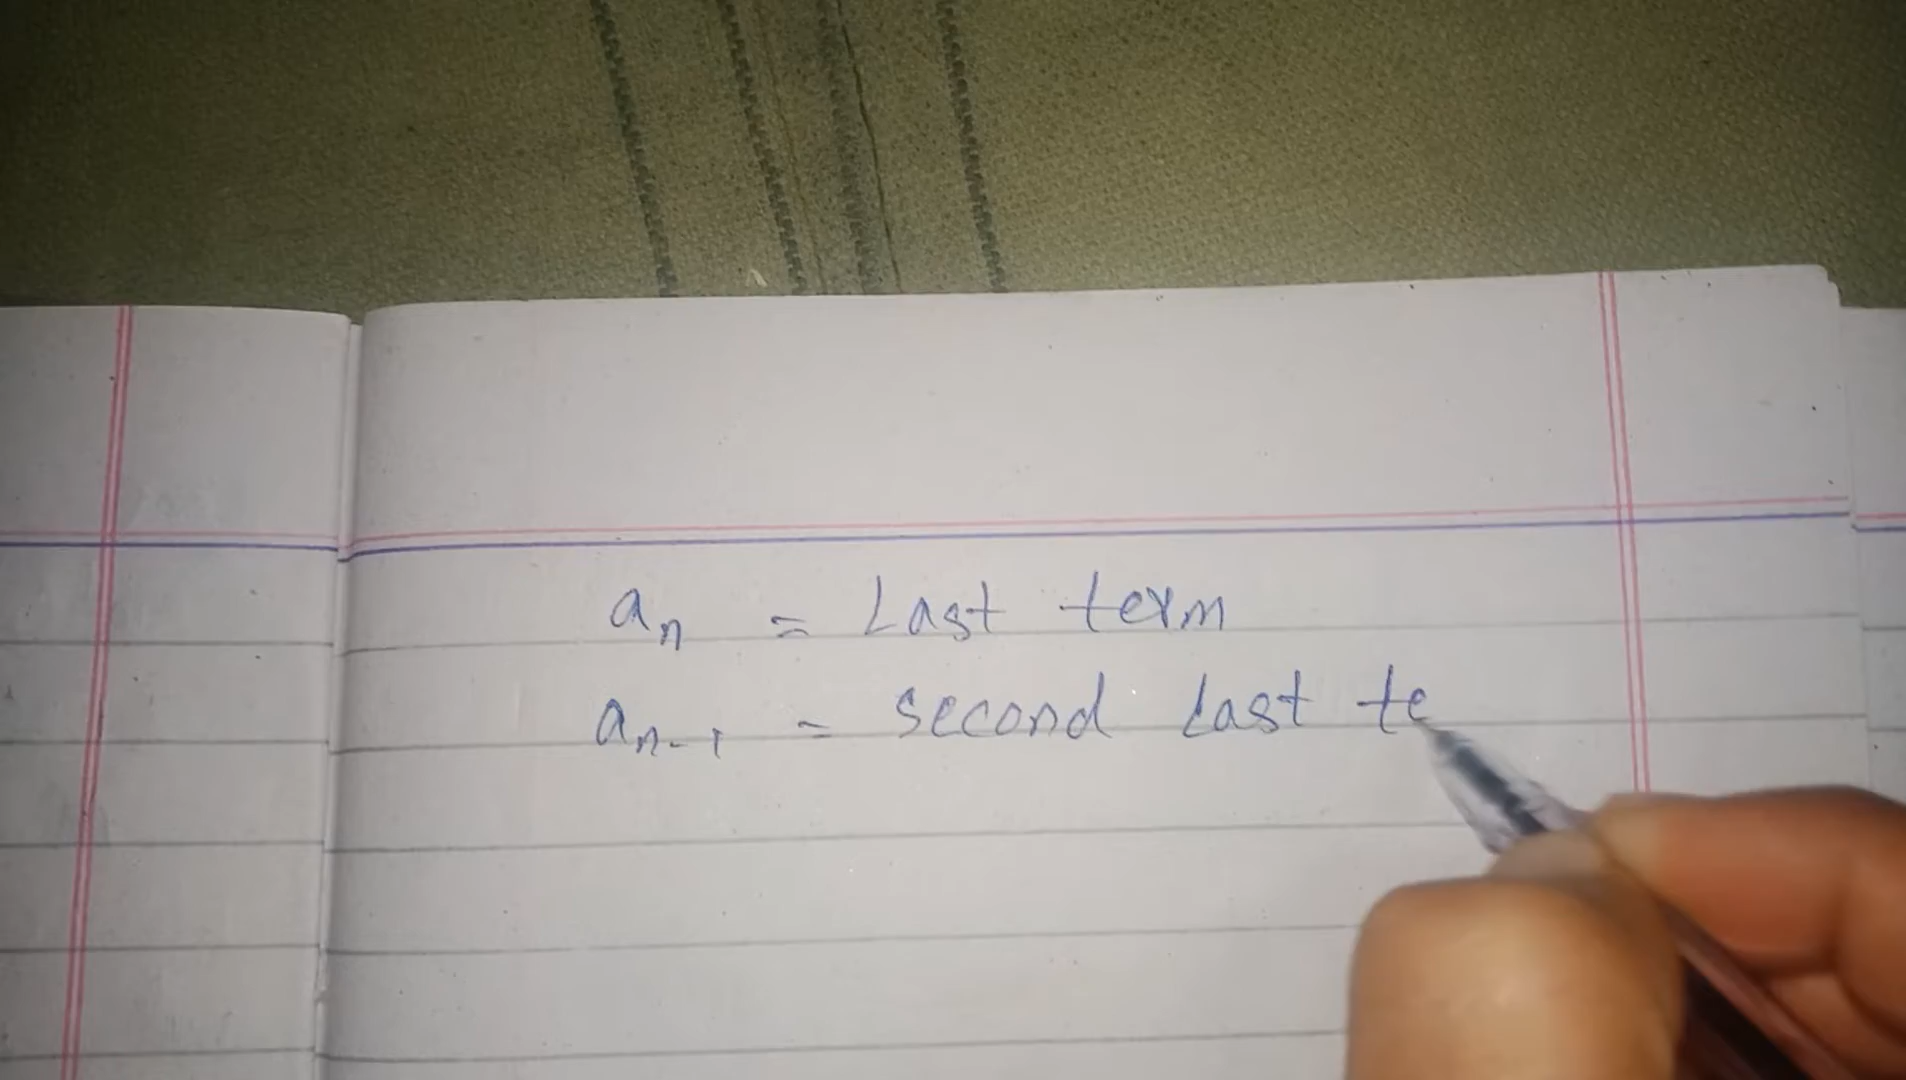 aₙ = Last term
aₙ₋₁ = second last te